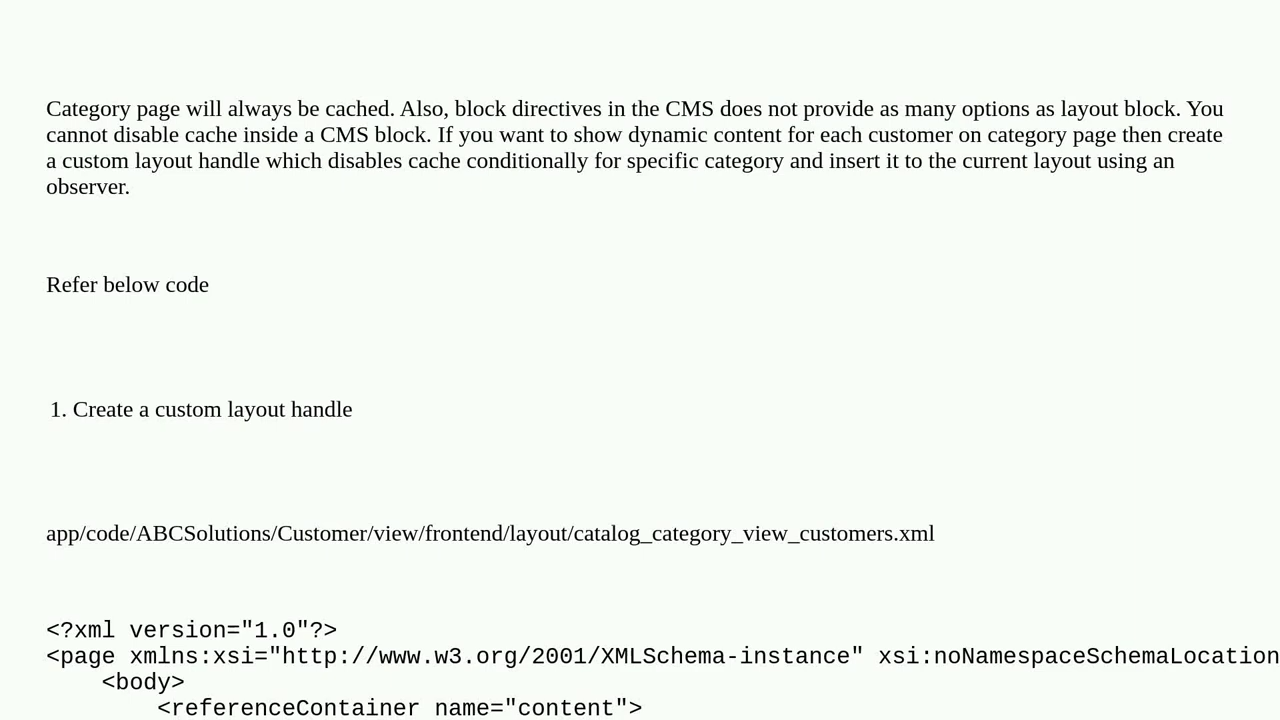 Category page will always be cached. Also, block directives in the CMS does not provide as many options as layout block. You
cannot disable cache inside a CMS block. If you want to show dynamic content for each customer on category page then create
a custom layout handle which disables cache conditionally for specific category and insert it to the current layout using an
observer.
Refer below code
1. Create a custom layout handle
app/code/ABCSolutions/Customer/view/frontend/layout/catalog_category_view_customers.xml
<?xml version="1.0"?>
<page xmlns:xsi="http://www.w3.org/2001/XMLSchema-instance" xsi:noNamespaceSchemaLocation
<body>
<referenceContainer name="content">